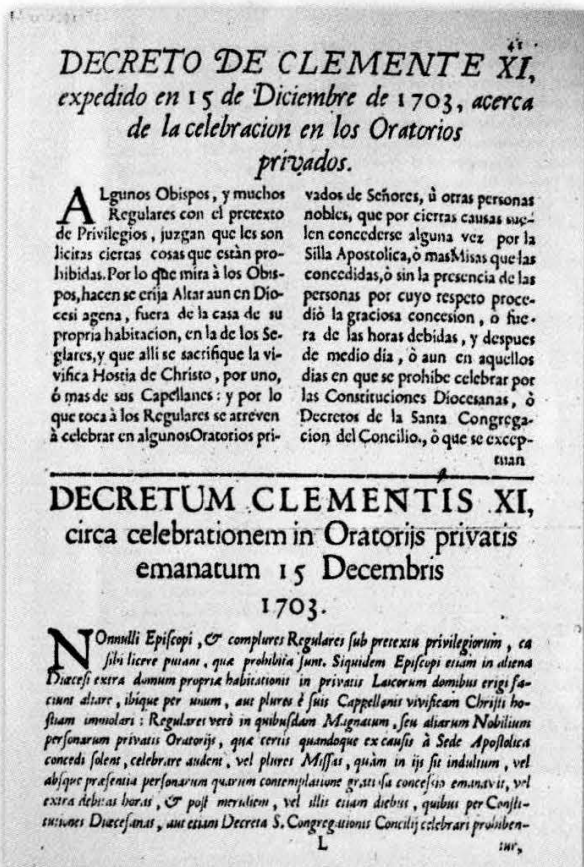 41
DECRETO DE CLEMENTE XI,
expedido en 15 de Diciembre de 1703, acerca
de la celebracion en los Oratorios
privados.
ALgunos Obispos, y muchos
Regulares con el pretexto
de Privilegios, juzgan que les son
licitas ciertas cosas que estàn pro-
hibidas. Por lo que mira à los Obis-
pos, hacen se erija Altar aun en Dio-
cesi agena, fuera de la casa de su
propria habitacion, en la de los Se-
glares, y que alli se sacrifique la vi-
vifica Hostia de Christo, por uno,
ò mas de sus Capellanes: y por lo
que toca à los Regulares se atreven
à celebrar en algunos Oratorios pri-
vados de Señores, ù otras personas
nobles, que por ciertas causas sue-
len concederse alguna vez por la
Silla Apostolica, ò mas Misas que las
concedidas, ò sin la presencia de las
personas por cuyo respeto proce-
diò la graciosa concesion, ò fue-
ra de las horas debidas, y despues
de medio dia, ò aun en aquellos
dias en que se prohibe celebrar por
las Constituciones Diocesanas, ò
Decretos de la Santa Congrega-
cion del Concilio., ò que se excep-
tuan
DECRETUM CLEMENTIS XI,
circa celebrationem in Oratorijs privatis
emanatum 15 Decembris
1703.
NOnnulli Episcopi, & complures Regulares sub pretextu privilegiorum, ea
sibi licere putant, quæ prohibita sunt. Siquidem Episcopi etiam in aliena
Diœcesi extra domum propriæ habitationis in privatis Laicorum domibus erigi fa-
ciunt altare, ibique per unum, aut plures è suis Cappellanis vivificam Christi ho-
stiam immolari: Regulares verò in quibusdam Magnatum, seu aliarum Nobilium
personarum privatis Oratorijs, quæ certis quandoque ex causis à Sede Apostolica
concedi solent, celebrare audent, vel plures Missas, quàm in ijs sit indultum, vel
absque præsentia personarum quarum contemplatione gratiosa concessio emanavit, vel
extra debitas horas, & post meridiem, vel illis etiam diebus, quibus per Consti-
tutiones Diœcesanas, aut etiam Decreta S. Congregationis Concilij celebrari prohiben-
L tur,